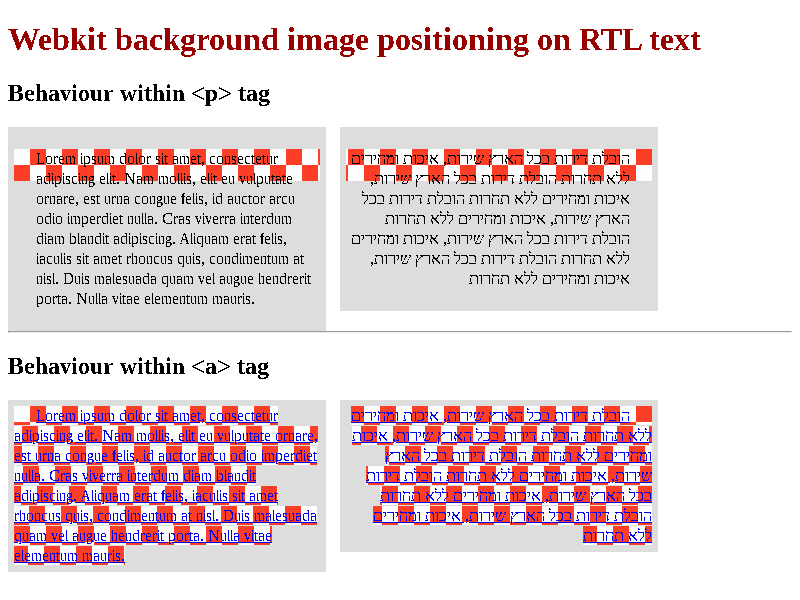 Webkit background image positioning on RTL text
Behaviour within <p> tag
Lorem ipsum dolor sit amet, consectetur
adipiscing elit. Nam mollis, elit eu vulputate
ornare, est urna congue felis, id auctor arcu
odio imperdiet nulla. Cras viverra interdum
diam blandit adipiscing. Aliquam erat felis,
iaculis sit amet rhoncus quis, condimentum at
nisl. Duis malesuada quam vel augue hendrerit
porta. Nulla vitae elementum mauris.
הובלת דירות בכל הארץ שירות, איכות ומחירים
ללא תחרות הובלת דירות בכל הארץ שירות,
איכות ומחירים ללא תחרות הובלת דירות בכל
הארץ שירות, איכות ומחירים ללא תחרות
הובלת דירות בכל הארץ שירות, איכות ומחירים
ללא תחרות הובלת דירות בכל הארץ שירות,
איכות ומחירים ללא תחרות
Behaviour within <a> tag
Lorem ipsum dolor sit amet, consectetur
adipiscing elit. Nam mollis, elit eu vulputate ornare,
est urna congue felis, id auctor arcu odio imperdiet
nulla. Cras viverra interdum diam blandit
adipiscing. Aliquam erat felis, iaculis sit amet
rhoncus quis, condimentum at nisl. Duis malesuada
quam vel augue hendrerit porta. Nulla vitae
elementum mauris.
הובלת דירות בכל הארץ שירות, איכות ומחירים
ללא תחרות הובלת דירות בכל הארץ שירות, איכות
ומחירים ללא תחרות הובלת דירות בכל הארץ
שירות, איכות ומחירים ללא תחרות הובלת דירות
בכל הארץ שירות, איכות ומחירים ללא תחרות
הובלת דירות בכל הארץ שירות, איכות ומחירים
ללא תחרות